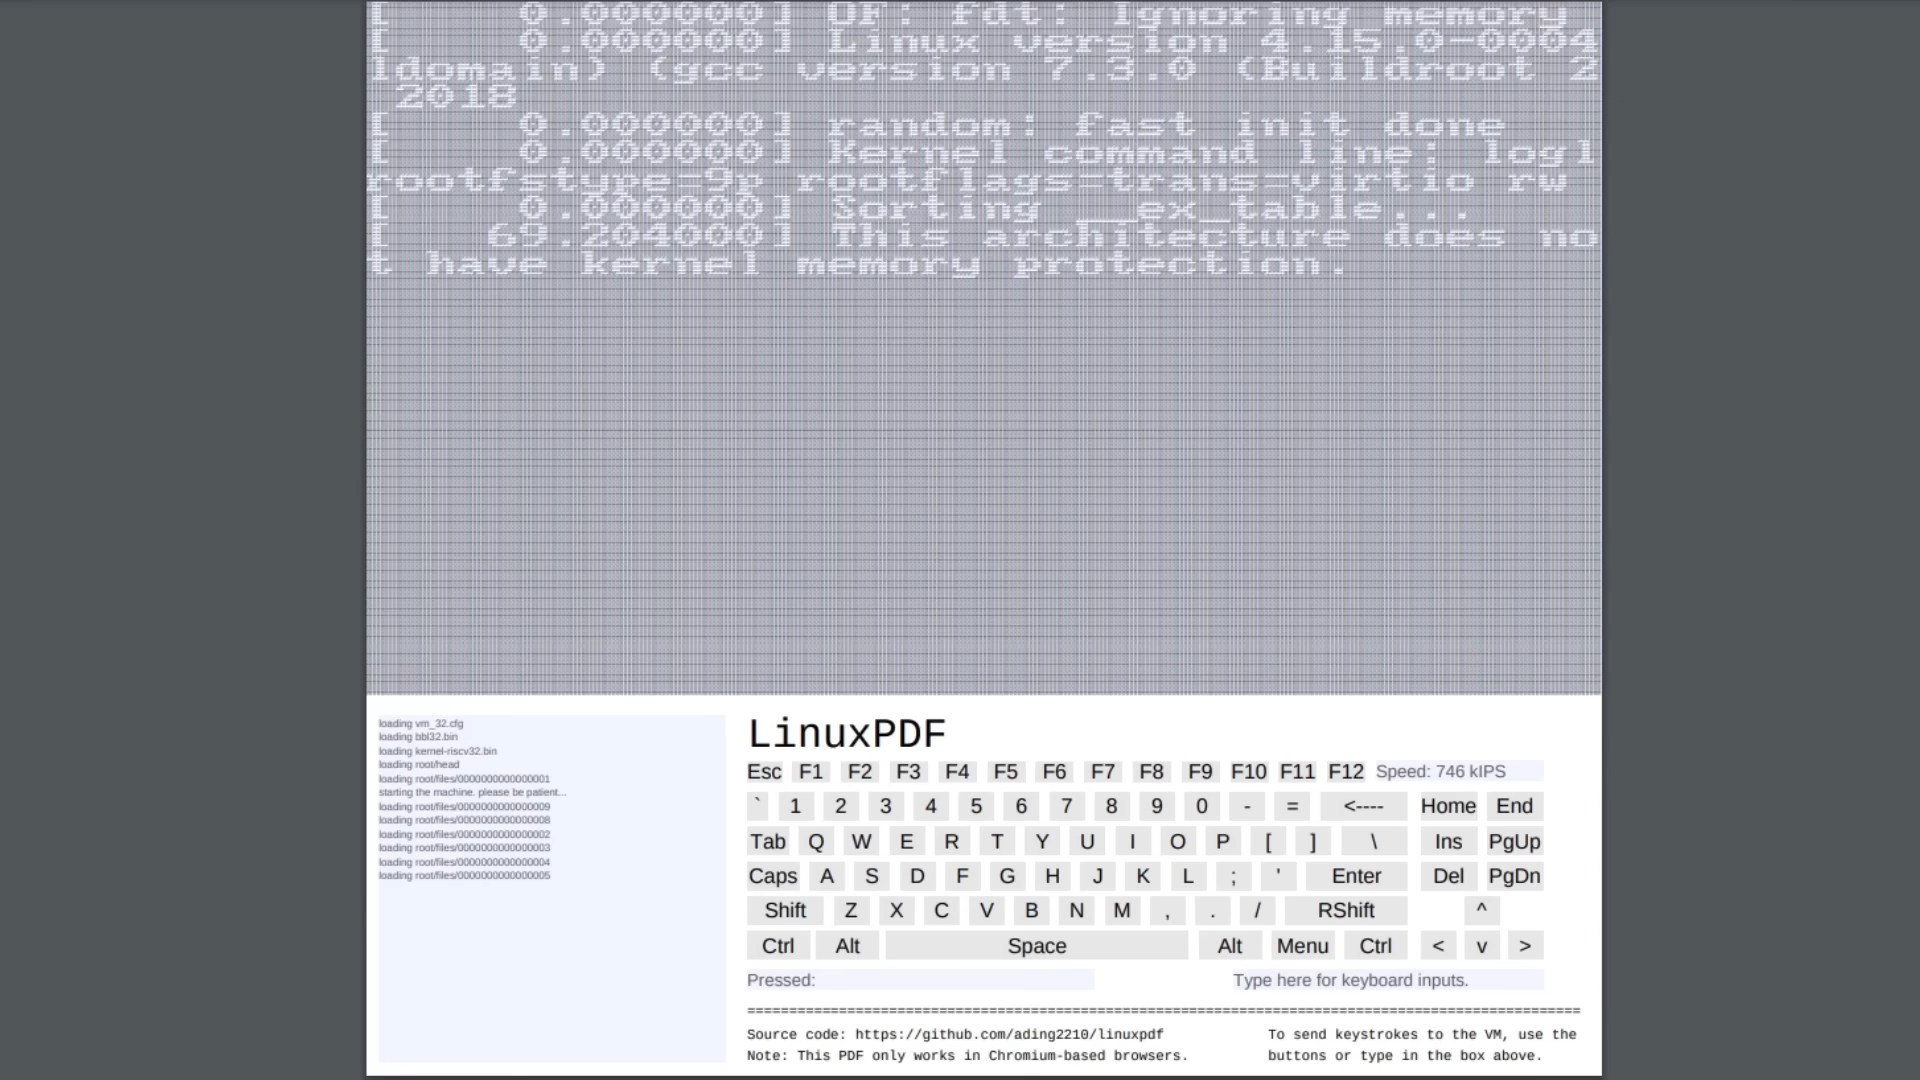 [    0.000000] OF: fdt: Ignoring memory
[    0.000000] Linux version 4.15.0-0004
ldomain) (gcc version 7.3.0 (Buildroot 2
 2018
[    0.000000] random: fast init done
[    0.000000] Kernel command line: logl
rootfstype=9p rootflags=trans=virtio rw
[    0.000000] Sorting __ex_table...
[   69.204000] This architecture does no
t have kernel memory protection.
loading vm_32.cfg
loading bbl32.bin
loading kernel-riscv32.bin
loading root/head
loading root/files/0000000000000001
starting the machine. please be patient...
loading root/files/0000000000000009
loading root/files/0000000000000008
loading root/files/0000000000000002
loading root/files/0000000000000003
loading root/files/0000000000000004
loading root/files/0000000000000005
LinuxPDF
Esc F1 F2 F3 F4 F5 F6 F7 F8 F9 F10 F11 F12 Speed: 746 kIPS
` 1 2 3 4 5 6 7 8 9 0 - = <---- Home End
Tab Q W E R T Y U I O P [ ] \ Ins PgUp
Caps A S D F G H J K L ; ' Enter Del PgDn
Shift Z X C V B N M , . / RShift ^
Ctrl Alt Space Alt Menu Ctrl < v >
Pressed: Type here for keyboard inputs.
Source code: https://github.com/ading2210/linuxpdf
Note: This PDF only works in Chromium-based browsers.
To send keystrokes to the VM, use the
buttons or type in the box above.